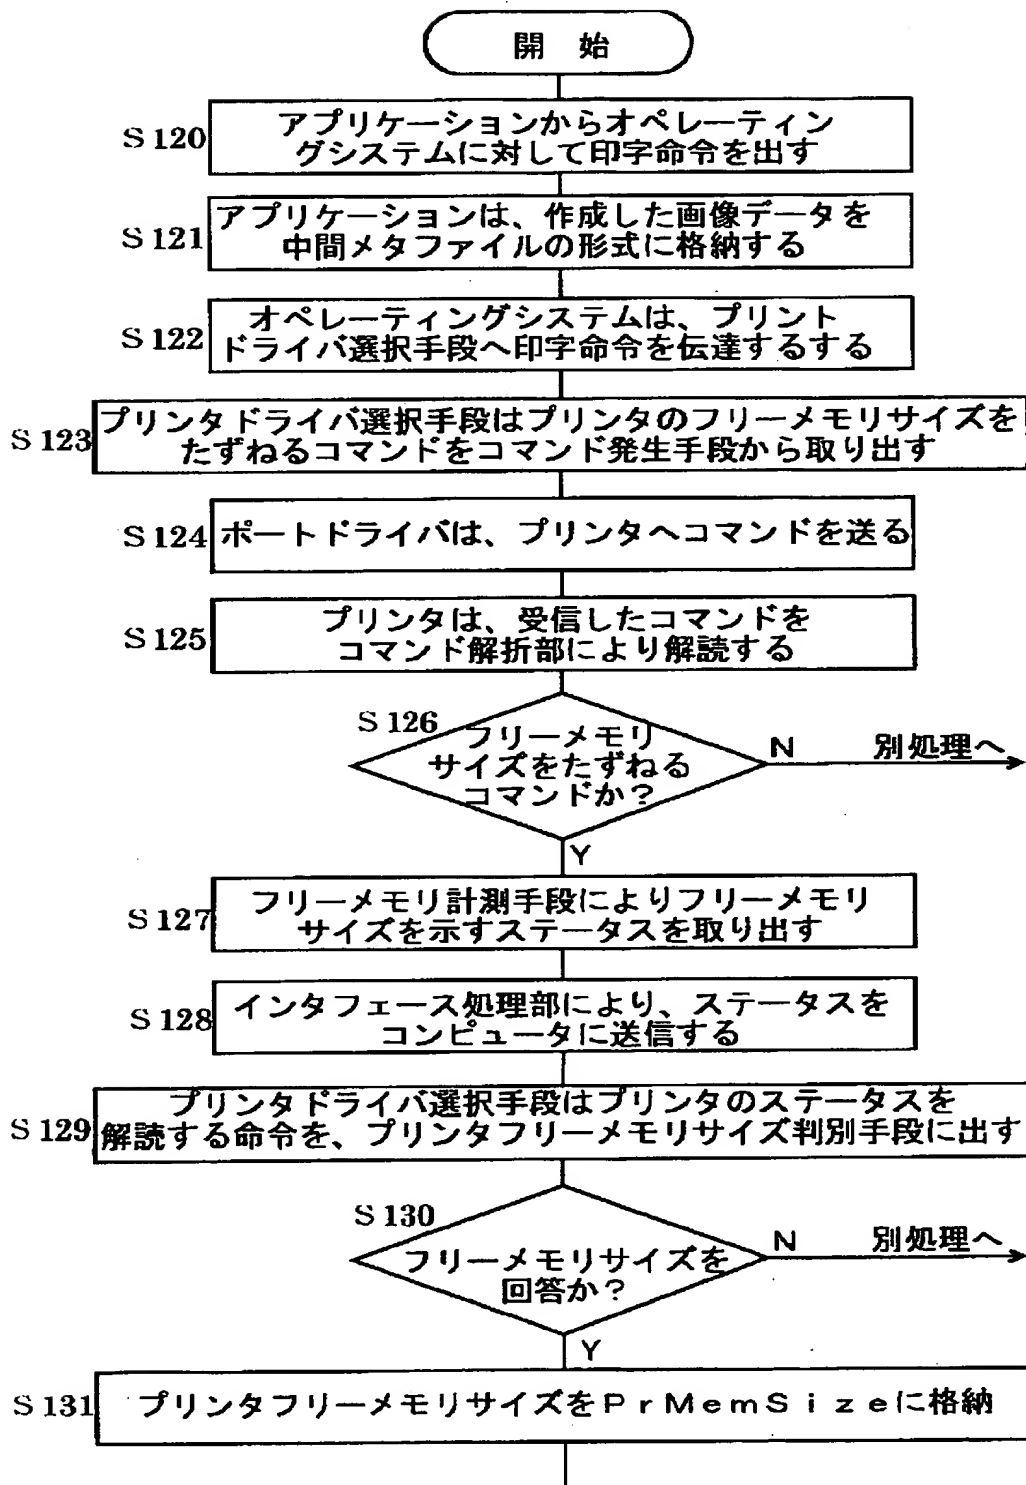 開 始
S120
アプリケーションからオペレーティン
グシステムに対して印字命令を出す
S121
アプリケーションは、作成した画像データを
中間メタファイルの形式に格納する
S122
オペレーティングシステムは、プリント
ドライバ選択手段へ印字命令を伝達するする
S123
プリンタドライバ選択手段はプリンタのフリーメモリサイズを
たずねるコマンドをコマンド発生手段から取り出す
S124
ポートドライバは、プリンタへコマンドを送る
S125
プリンタは、受信したコマンドを
コマンド解折部により解読する
S126
フリーメモリ
サイズをたずねる
コマンドか？
N 別処理へ
Y
S127
フリーメモリ計測手段によりフリーメモリ
サイズを示すステータスを取り出す
S128
インタフェース処理部により、ステータスを
コンピュータに送信する
S129
プリンタドライバ選択手段はプリンタのステータスを
解読する命令を、プリンタフリーメモリサイズ判別手段に出す
S130
フリーメモリサイズを
回答か？
N 別処理へ
Y
S131
プリンタフリーメモリサイズをＰｒＭｅｍＳｉｚｅに格納